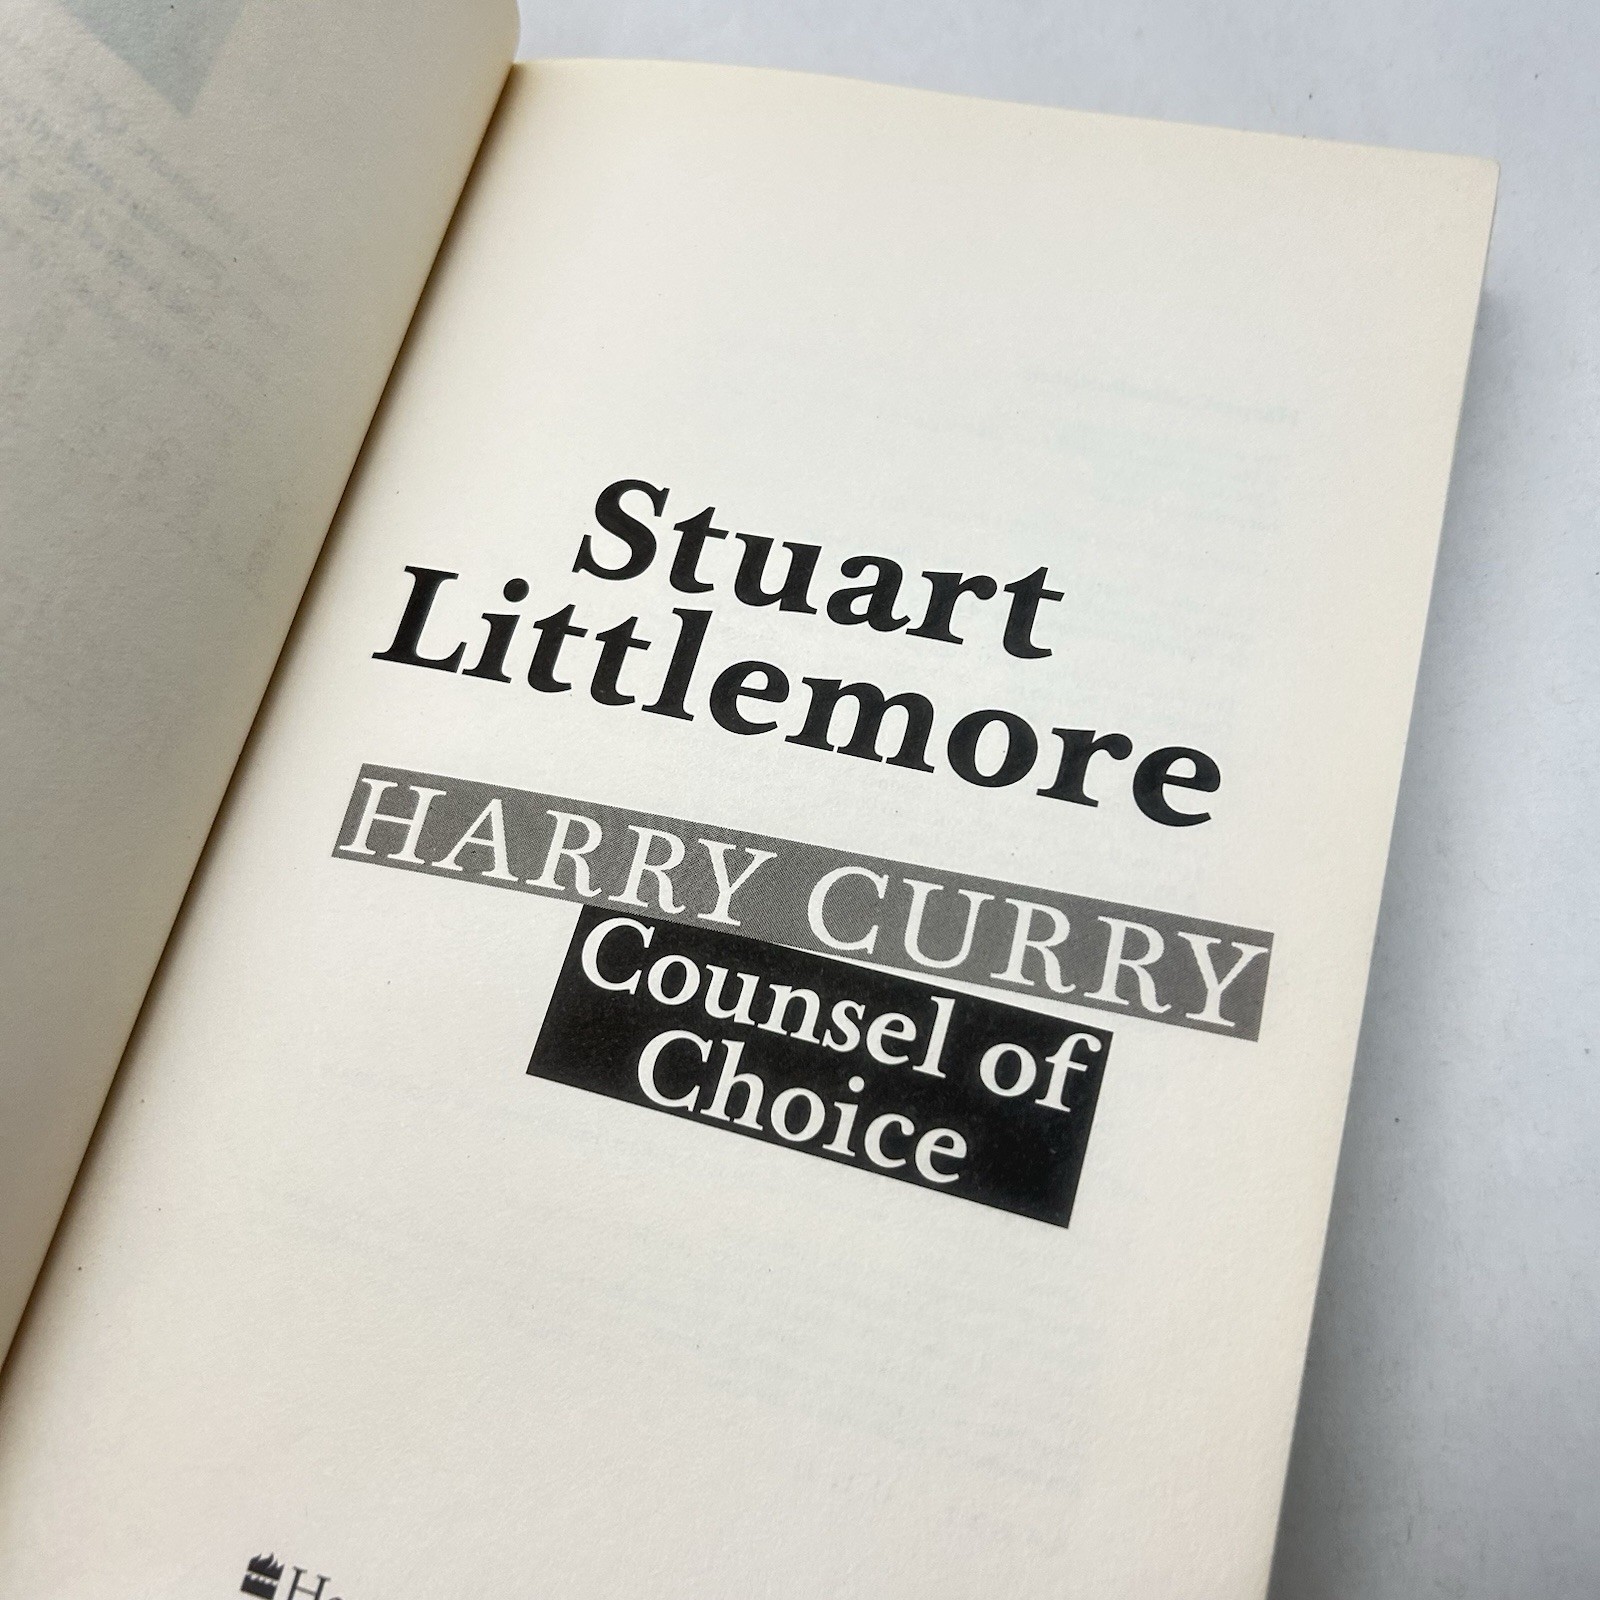 Stuart
Littlemore
HARRY CURRY
Counsel of
Choice